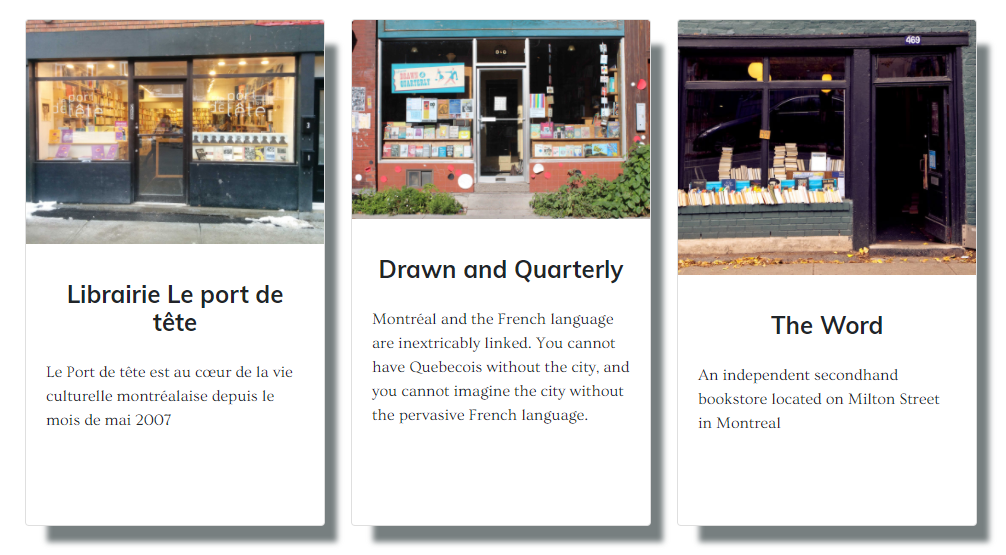 DRAWN &
QUARTERLY
469
Librairie Le port de
tête
Le Port de tête est au cœur de la vie
culturelle montréalaise depuis le
mois de mai 2007
Drawn and Quarterly
Montréal and the French language
are inextricably linked. You cannot
have Quebecois without the city, and
you cannot imagine the city without
the pervasive French language.
The Word
An independent secondhand
bookstore located on Milton Street
in Montreal